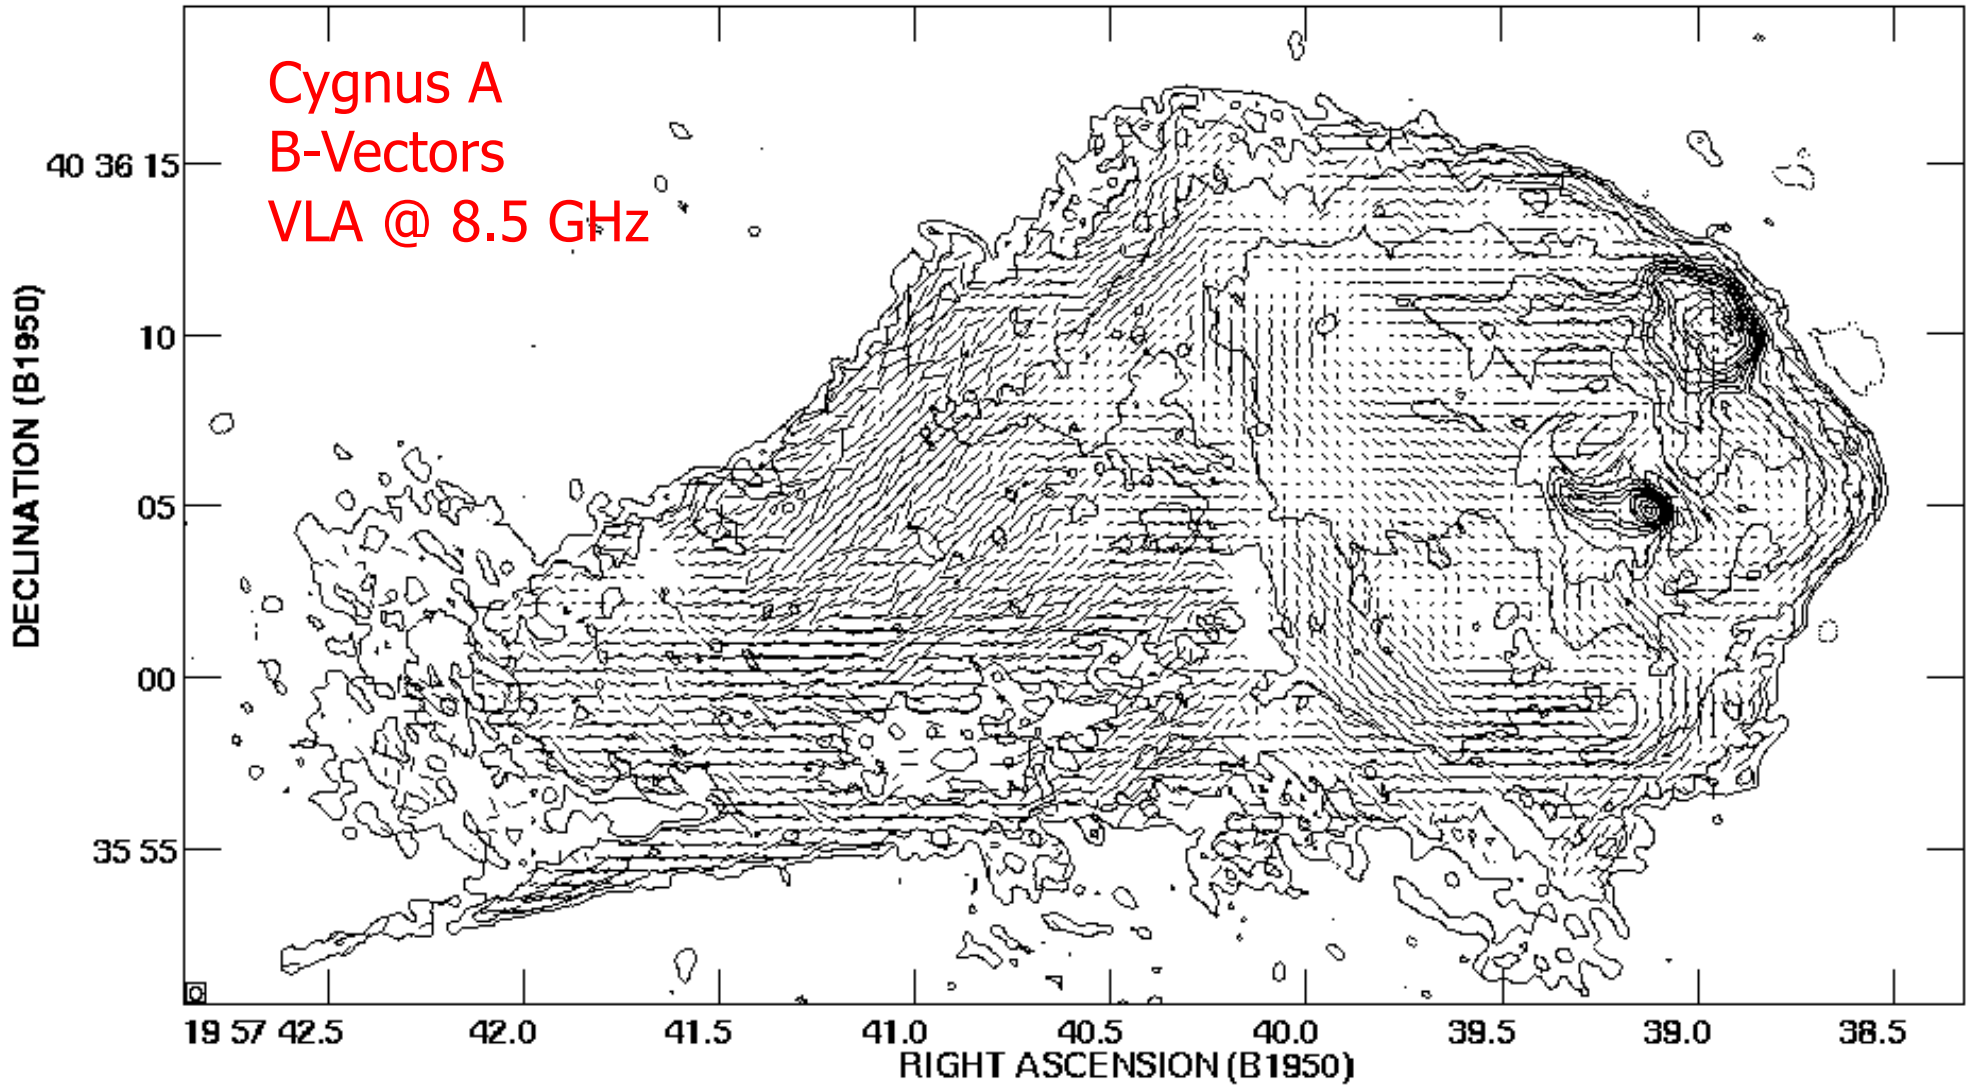 Cygnus A
B-Vectors
VLA @ 8.5 GHz
DECLINATION (B1950)
40 36 15
10
05
00
35 55
19 57 42.5 42.0 41.5 41.0 40.5 40.0 39.5 39.0 38.5
RIGHT ASCENSION (B1950)